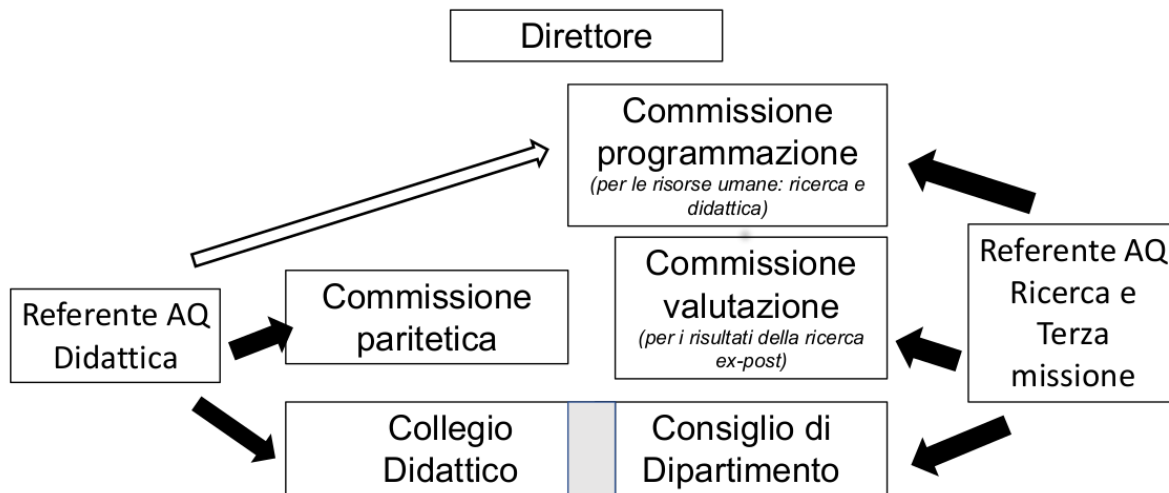 Direttore
Commissione
programmazione
(per le risorse umane: ricerca e
didattica)
Referente AQ
Didattica
Commissione
paritetica
Commissione
valutazione
(per i risultati della ricerca
ex-post)
Referente AQ
Ricerca e
Terza
missione
Collegio
Didattico
Consiglio di
Dipartimento